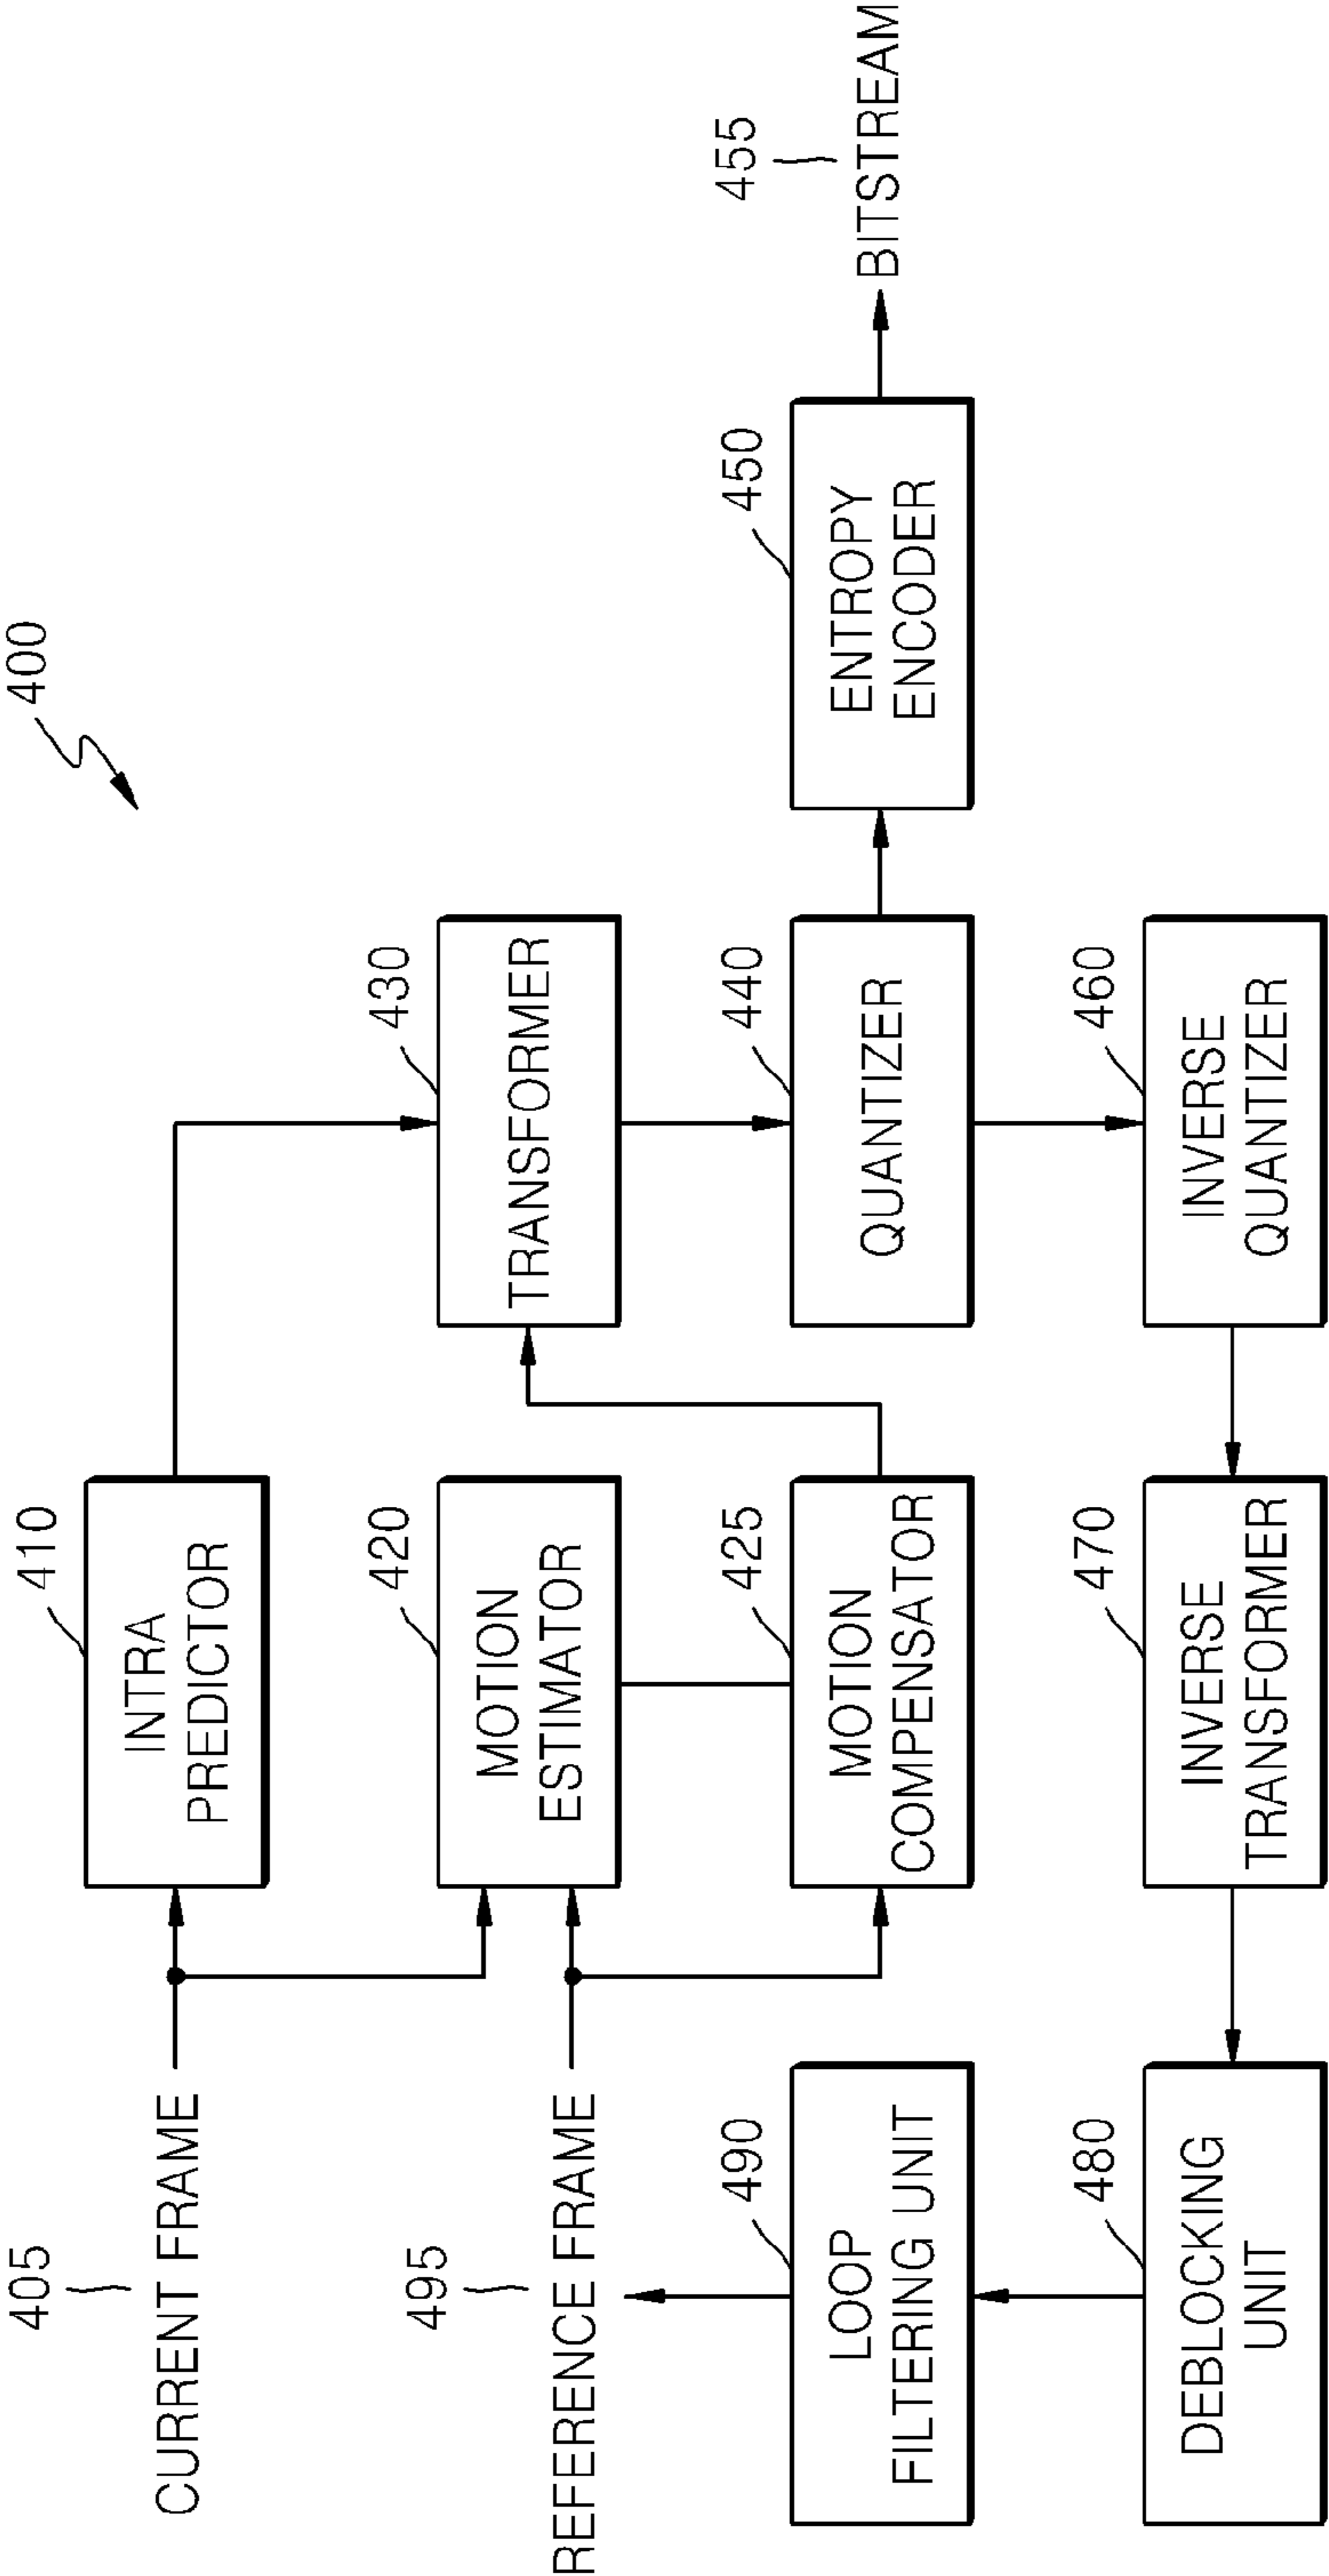 400
405
CURRENT FRAME
410
INTRA
PREDICTOR
495
REFERENCE FRAME
420
MOTION
ESTIMATOR
430
TRANSFORMER
490
LOOP
FILTERING UNIT
425
MOTION
COMPENSATOR
440
QUANTIZER
450
ENTROPY
ENCODER
455
BITSTREAM
480
DEBLOCKING
UNIT
470
INVERSE
TRANSFORMER
460
INVERSE
QUANTIZER